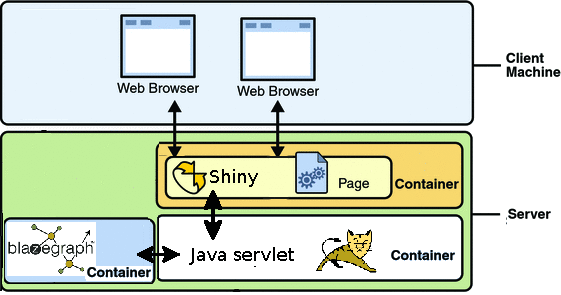 Web Browser
Web Browser
Client
Machine
Shiny
Page
Container
Server
blazegraph
Container
Java servlet
Container